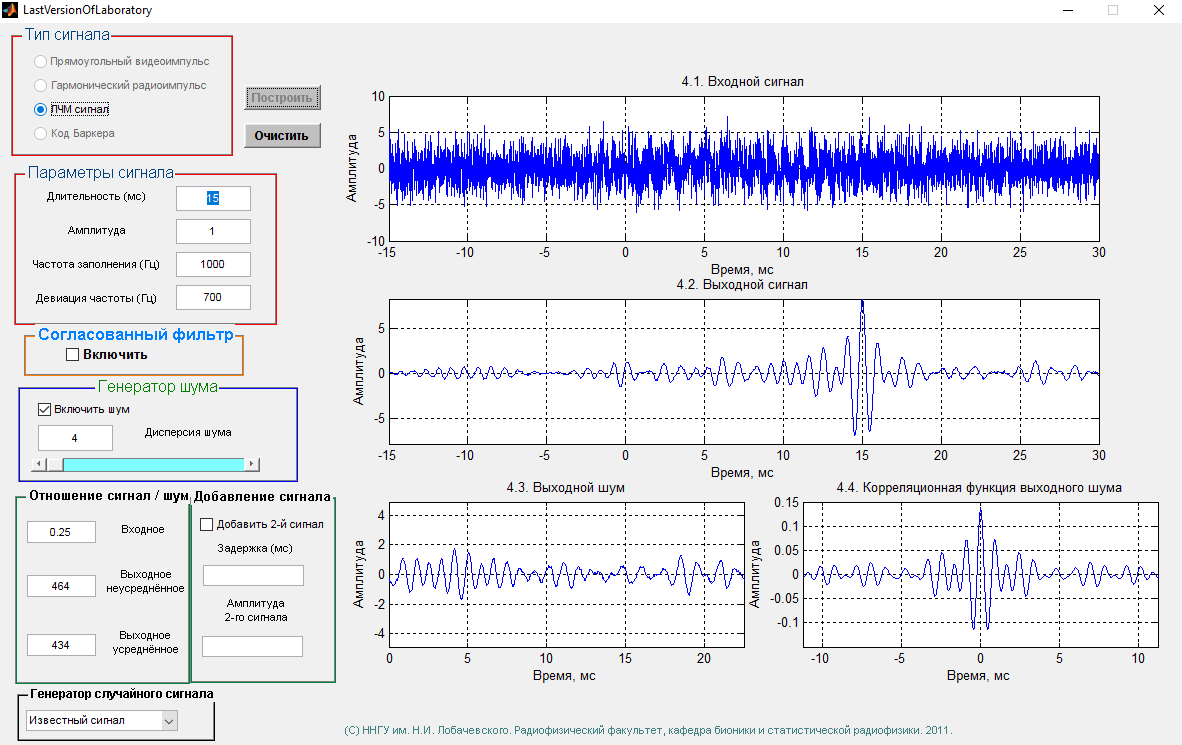 LastVersionOfLaboratory
Тип сигнала
Прямоугольный видеоимпульс
Гармонический радиоимпульс
ЛЧМ сигнал
Код Баркера
Построить
Очистить
Параметры сигнала
Длительность (мс)
15
Амплитуда
1
Частота заполнения (Гц)
1000
Девиация частоты (Гц)
700
Согласованный фильтр
Включить
Генератор шума
Включить шум
4
Дисперсия шума
Отношение сигнал / шум
0.25
Входное
464
Выходное
неусреднённое
434
Выходное
усреднённое
Добавление сигнала
Добавить 2-й сигнал
Задержка (мс)
Амплитуда
2-го сигнала
Генератор случайного сигнала
Известный сигнал
4.1. Входной сигнал
Амплитуда
10
5
0
-5
-10
-15 -10 -5 0 5 10 15 20 25 30
Время, мс
4.2. Выходной сигнал
Амплитуда
5
0
-5
-15 -10 -5 0 5 10 15 20 25 30
Время, мс
4.3. Выходной шум
Амплитуда
4
2
0
-2
-4
0 5 10 15 20
Время, мс
4.4. Корреляционная функция выходного шума
Амплитуда
0.15
0.1
0.05
0
-0.05
-0.1
-10 -5 0 5 10
Время, мс
(С) ННГУ им. Н.И. Лобачевского. Радиофизический факультет, кафедра бионики и статистической радиофизики. 2011.